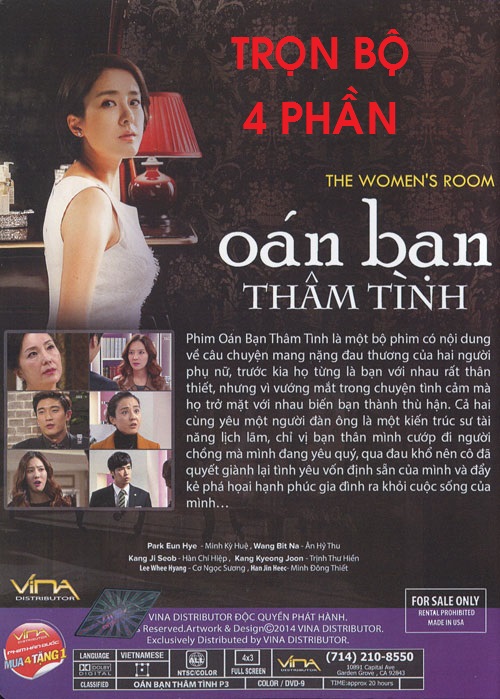 TRỌN BỘ
4 PHẦN
THE WOMEN'S ROOM
oán bạn
THÂM TÌNH
Phim Oán Bạn Thâm Tình là một bộ phim có nội dung
về câu chuyện mang nặng đau thương của hai người
phụ nữ, trước kia họ từng là bạn với nhau rất thân
thiết, nhưng vì vướng mắt trong chuyện tình cảm mà
họ trở mặt với nhau biến bạn thành thù hận. Cả hai
cùng yêu một người đàn ông là một kiến trúc sư tài
năng lịch lãm, chỉ vị bạn thân mình cướp đi người
chồng mà mình đang yêu quý, qua đau khổ nên cô đã
quyết giành lại tình yêu vốn định sẵn của mình và đẩy
kẻ phá hoại hạnh phúc gia đình ra khỏi cuộc sống của
mình...
Park Eun Hye - Minh Kỳ Huệ, Wang Bit Na - Ân Hỷ Thu
Kang Ji Seob - Hàn Chí Hiệp, Kang Kyeong Joon - Trịnh Thư Hiền
Lee Whee Hyang - Cơ Ngọc Sương, Han Jin Heec- Minh Đông Thiết
VINA
DISTRIBUTOR
FOR SALE ONLY
RENTAL PROHIBITED
MADE IN USA
VINA DISTRIBUTOR ĐỘC QUYỀN PHÁT HÀNH.
Reserved.Artwork & Design©2014 VINA DISTRIBUTOR.
Exclusively Distributed by VINA DISTRIBUTOR.
PHIM HÀN QUỐC
MUA 4 TẶNG 1
LANGUAGE VIETNAMESE ALL 4x3 VINA (714) 210-8550
DOLBY DIGITAL NTSC/COLOR FULL SCREEN DISTRIBUTOR 10891 Capital Ave
Garden Grove, CA 92843
CLASSIFIED OÁN BẠN THÂM TÌNH P3 COLOR / DVD-9 TIME:approx. 20 hours